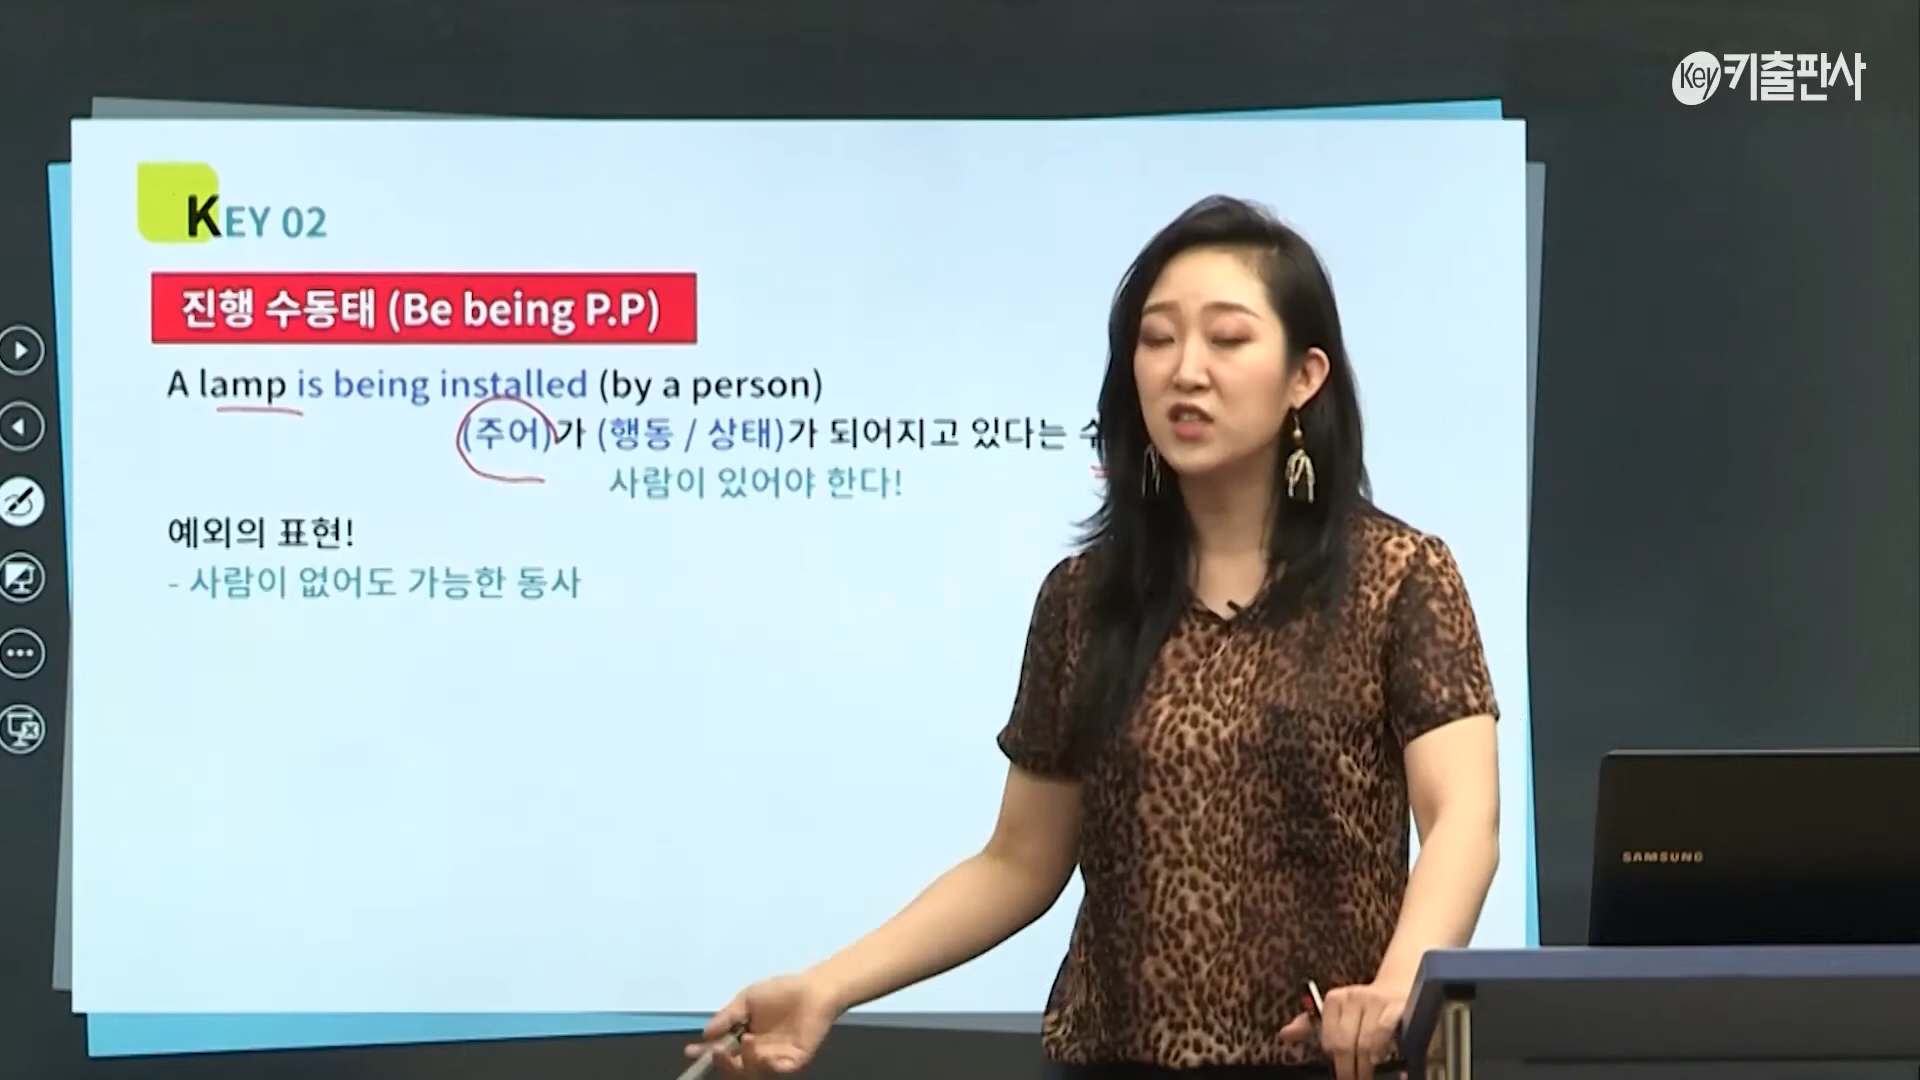 Key 키출판사
KEY 02
진행 수동태 (Be being P.P)
A lamp is being installed (by a person)
(주어)가 (행동 / 상태)가 되어지고 있다는
사람이 있어야 한다!
예외의 표현!
- 사람이 없어도 가능한 동사
SAMSUNG